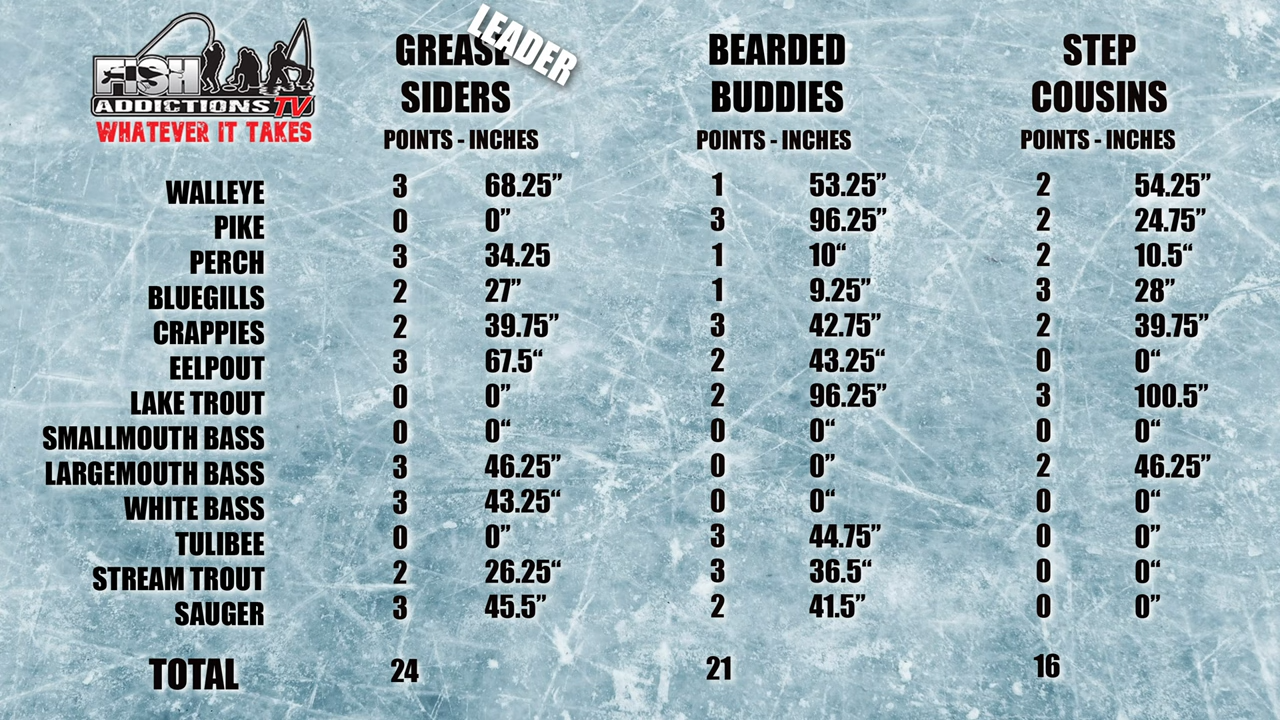 FISH
ADDICTIONS TV
WHATEVER IT TAKES
LEADER
GREASE SIDERS
BEARDED BUDDIES
STEP COUSINS
POINTS - INCHES POINTS - INCHES POINTS - INCHES
WALLEYE 3 68.25” 1 53.25” 2 54.25”
PIKE 0 0” 3 96.25” 2 24.75”
PERCH 3 34.25 1 10“ 2 10.5“
BLUEGILLS 2 27” 1 9.25” 3 28”
CRAPPIES 2 39.75” 3 42.75” 2 39.75”
EELPOUT 3 67.5“ 2 43.25“ 0 0“
LAKE TROUT 0 0” 2 96.25” 3 100.5”
SMALLMOUTH BASS 0 0“ 0 0“ 0 0“
LARGEMOUTH BASS 3 46.25” 0 0” 2 46.25”
WHITE BASS 3 43.25“ 0 0“ 0 0“
TULIBEE 0 0” 3 44.75” 0 0”
STREAM TROUT 2 26.25“ 3 36.5“ 0 0“
SAUGER 3 45.5” 2 41.5” 0 0”
TOTAL 24 21 16